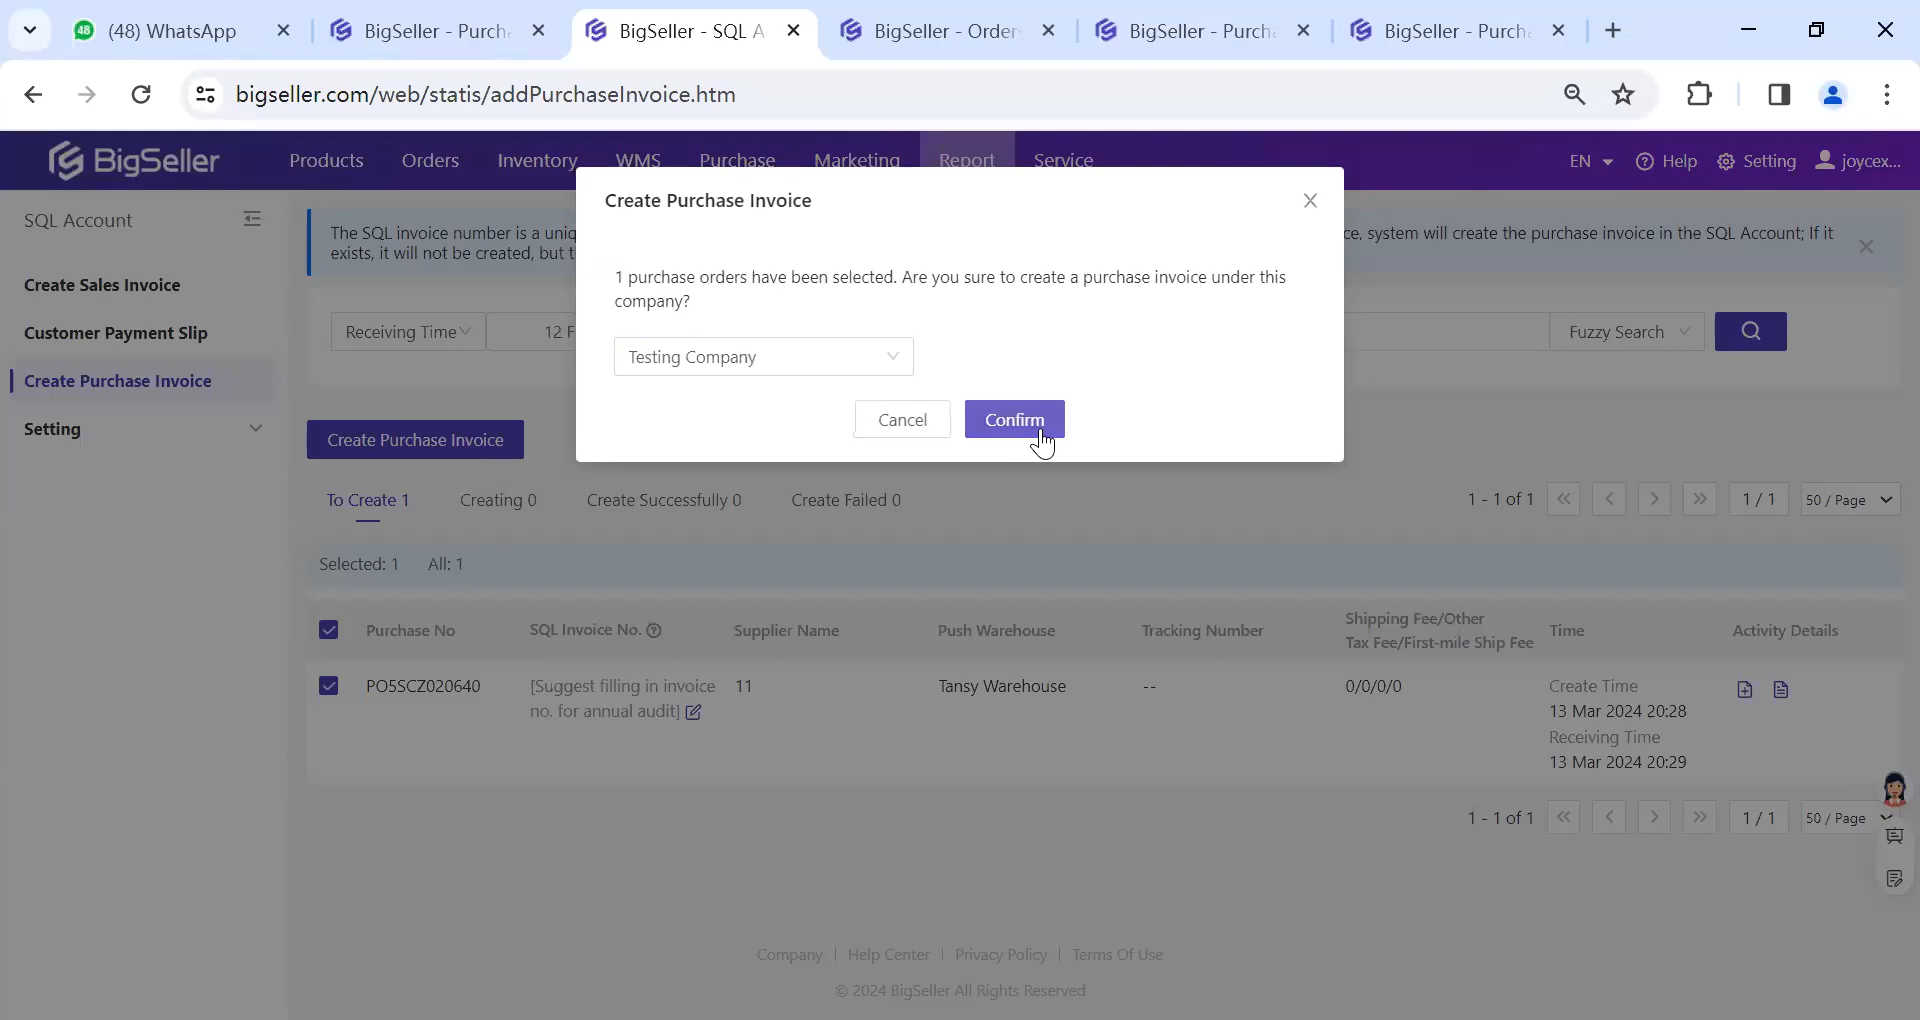 48
(48) WhatsApp
BigSeller - Purch
BigSeller - SQL A
BigSeller - Order
BigSeller - Purch
BigSeller - Purch
bigseller.com/web/statis/addPurchaseInvoice.htm
BigSeller
Products
Orders
Inventory
WMS
Purchase
Marketing
Report
Service
EN
Help
Setting
joycex...
SQL Account
Create Sales Invoice
Customer Payment Slip
Create Purchase Invoice
Setting
The SQL invoice number is a uniq
ce, system will create the purchase invoice in the SQL Account; If it
exists, it will not be created, but t
Receiving Time
12 F
Fuzzy Search
Create Purchase Invoice
1 purchase orders have been selected. Are you sure to create a purchase invoice under this
company?
Testing Company
Cancel
Confirm
Create Purchase Invoice
To Create 1
Creating 0
Create Successfully 0
Create Failed 0
1 - 1 of 1
1 / 1
50 / Page
Selected: 1
All: 1
Purchase No
SQL Invoice No.
Supplier Name
Push Warehouse
Tracking Number
Shipping Fee/Other
Tax Fee/First-mile Ship Fee
Time
Activity Details
PO5SCZ020640
[Suggest filling in invoice
no. for annual audit]
11
Tansy Warehouse
--
0/0/0/0
Create Time
13 Mar 2024 20:28
Receiving Time
13 Mar 2024 20:29
1 - 1 of 1
1 / 1
50 / Page
Company
Help Center
Privacy Policy
Terms Of Use
© 2024 BigSeller All Rights Reserved